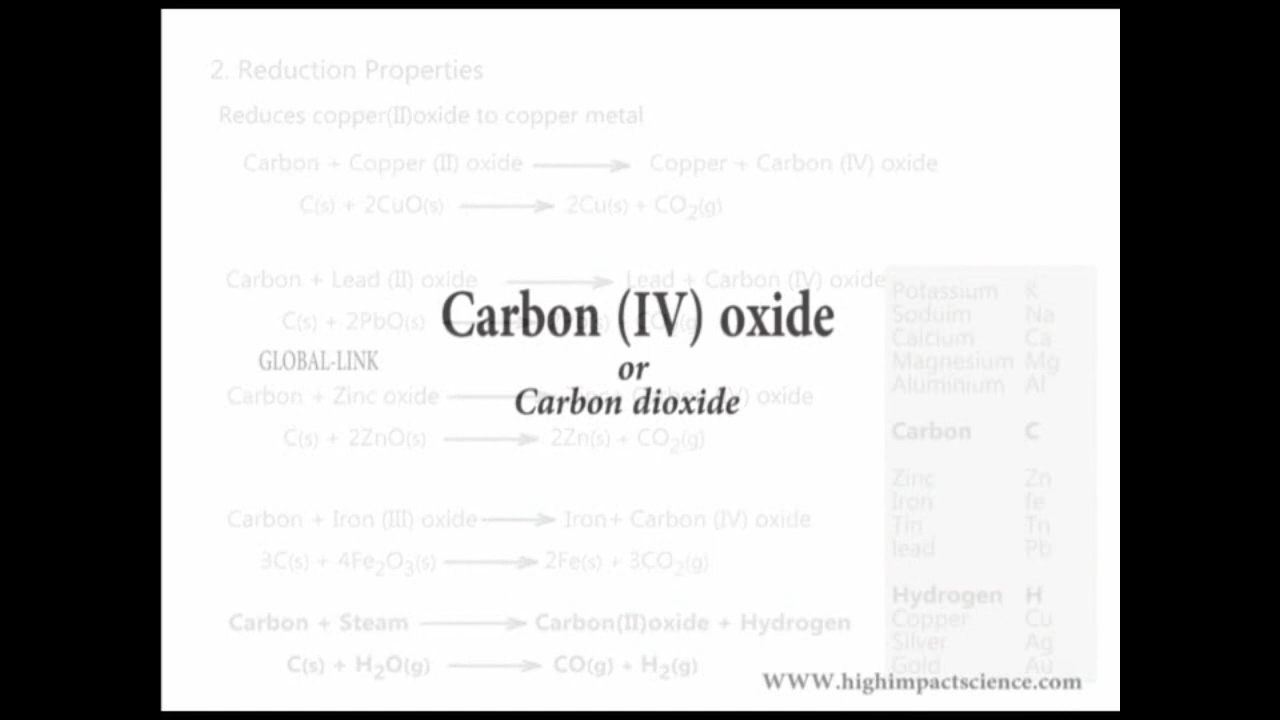 2. Reduction Properties
Reduces copper(II)oxide to copper metal
Carbon + Copper (II) oxide ⟶ Copper + Carbon (IV) oxide
C(s) + 2CuO(s) ⟶ 2Cu(s) + CO2(g)
Carbon + Lead (II) oxide ⟶ Lead + Carbon (IV) oxide
Carbon (IV) oxide
C(s) + 2PbO(s)
GLOBAL-LINK
or
Carbon dioxide
Carbon + Zinc oxide ⟶ oxide
C(s) + 2ZnO(s) ⟶ 2Zn(s) + CO2(g)
Carbon + Iron (III) oxide ⟶ Iron + Carbon (IV) oxide
3C(s) + 4Fe2O3(s) ⟶ 2Fe(s) + 3CO2(g)
Carbon + Steam ⟶ Carbon(II)oxide + Hydrogen
C(s) + H2O(g) ⟶ CO(g) + H2(g)
Potassium K
Soduim Na
Calcium Ca
Magnesium Mg
Aluminium Al
Carbon C
Zinc Zn
Iron fe
Tin Tn
lead Pb
Hydrogen H
Copper Cu
Silver Ag
Gold Au
WWW.highimpactscience.com